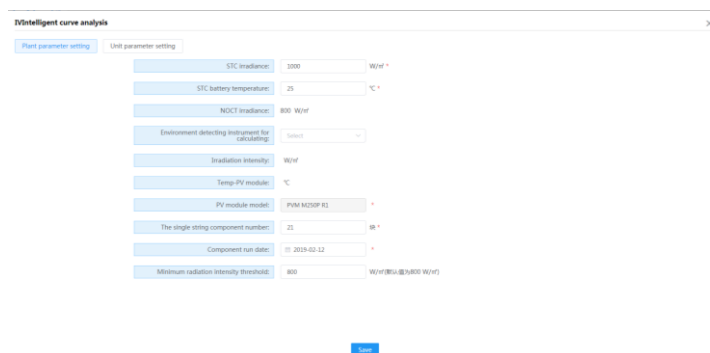 IVIntelligent curve analysis
Plant parameter setting Unit parameter setting
STC irradiance: 1000 W/㎡ *
STC battery temperature: 25 ℃ *
NOCT irradiance: 800 W/㎡
Environment detecting instrument for
calculating: Select
Irradiation intensity: W/㎡
Temp-PV module: ℃
PV module model: PVM M250P R1 *
The single string component number: 21 块 *
Component run date: 2019-02-12 *
Minimum radiation intensity threshold: 800 W/㎡(默认值为800 W/㎡)
Save